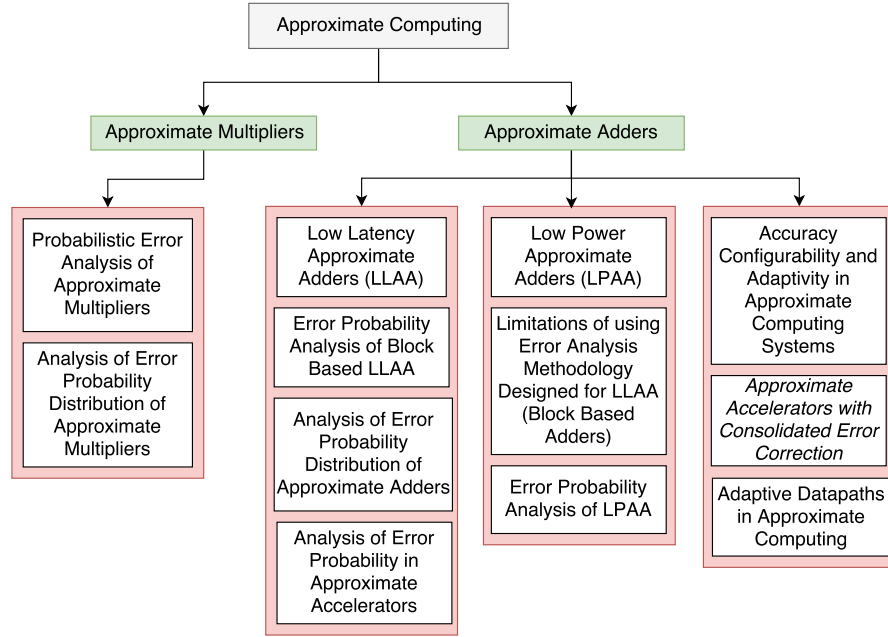 Approximate Computing
Approximate Multipliers
Approximate Adders
Probabilistic Error
Analysis of
Approximate
Multipliers
Analysis of Error
Probability
Distribution of
Approximate
Multipliers
Low Latency
Approximate
Adders (LLAA)
Error Probability
Analysis of Block
Based LLAA
Analysis of Error
Probability
Distribution of
Approximate Adders
Analysis of Error
Probability in
Approximate
Accelerators
Low Power
Approximate
Adders (LPAA)
Limitations of using
Error Analysis
Methodology
Designed for LLAA
(Block Based
Adders)
Error Probability
Analysis of LPAA
Accuracy
Configurability and
Adaptivity in
Approximate
Computing
Systems
Approximate
Accelerators with
Consolidated Error
Correction
Adaptive Datapaths
in Approximate
Computing